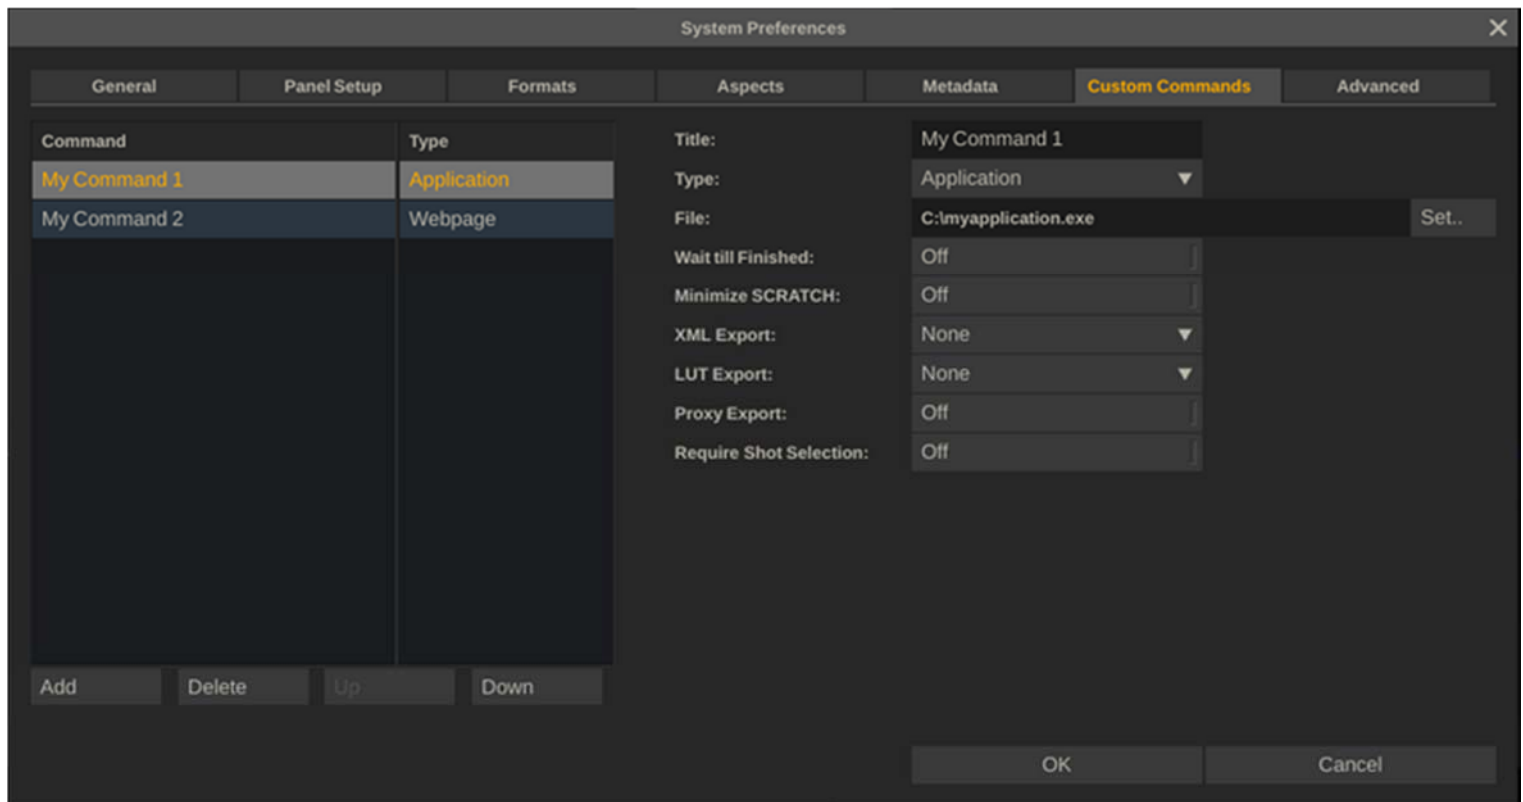 System Preferences
General Panel Setup Formats Aspects Metadata Custom Commands Advanced
Command Type
My Command 1 Application
My Command 2 Webpage
Add Delete Up Down
Title: My Command 1
Type: Application
File: C:\myapplication.exe Set..
Wait till Finished: Off
Minimize SCRATCH: Off
XML Export: None
LUT Export: None
Proxy Export: Off
Require Shot Selection: Off
OK Cancel